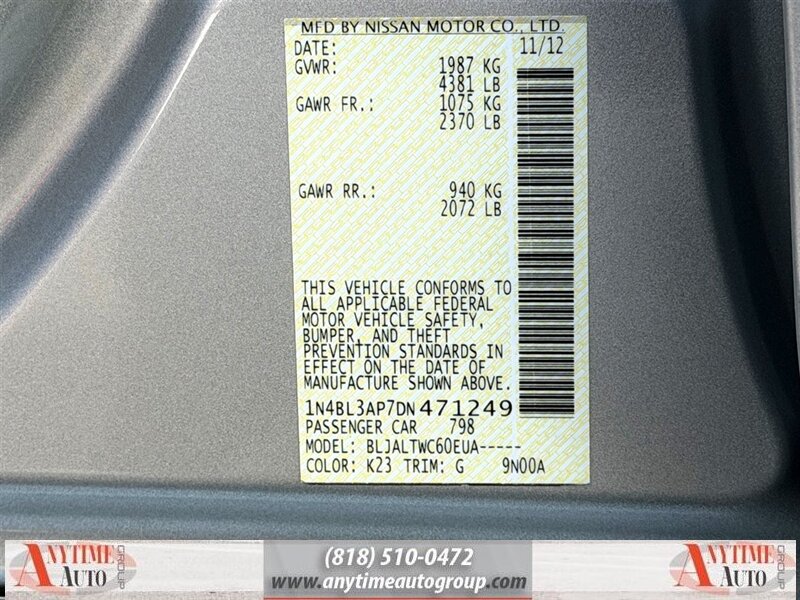 MFD BY NISSAN MOTOR CO., LTD.
DATE: 11/12
GVWR: 1987 KG
4381 LB
GAWR FR.: 1075 KG
2370 LB
GAWR RR.: 940 KG
2072 LB
THIS VEHICLE CONFORMS TO
ALL APPLICABLE FEDERAL
MOTOR VEHICLE SAFETY,
BUMPER, AND THEFT
PREVENTION STANDARDS IN
EFFECT ON THE DATE OF
MANUFACTURE SHOWN ABOVE.
1N4BL3AP7DN471249
PASSENGER CAR 798
MODEL: BLJALTWC60EUA-----
COLOR: K23 TRIM: G 9N00A
ANYTIME AUTO GROUP
(818) 510-0472
www.anytimeautogroup.com
ANYTIME AUTO GROUP